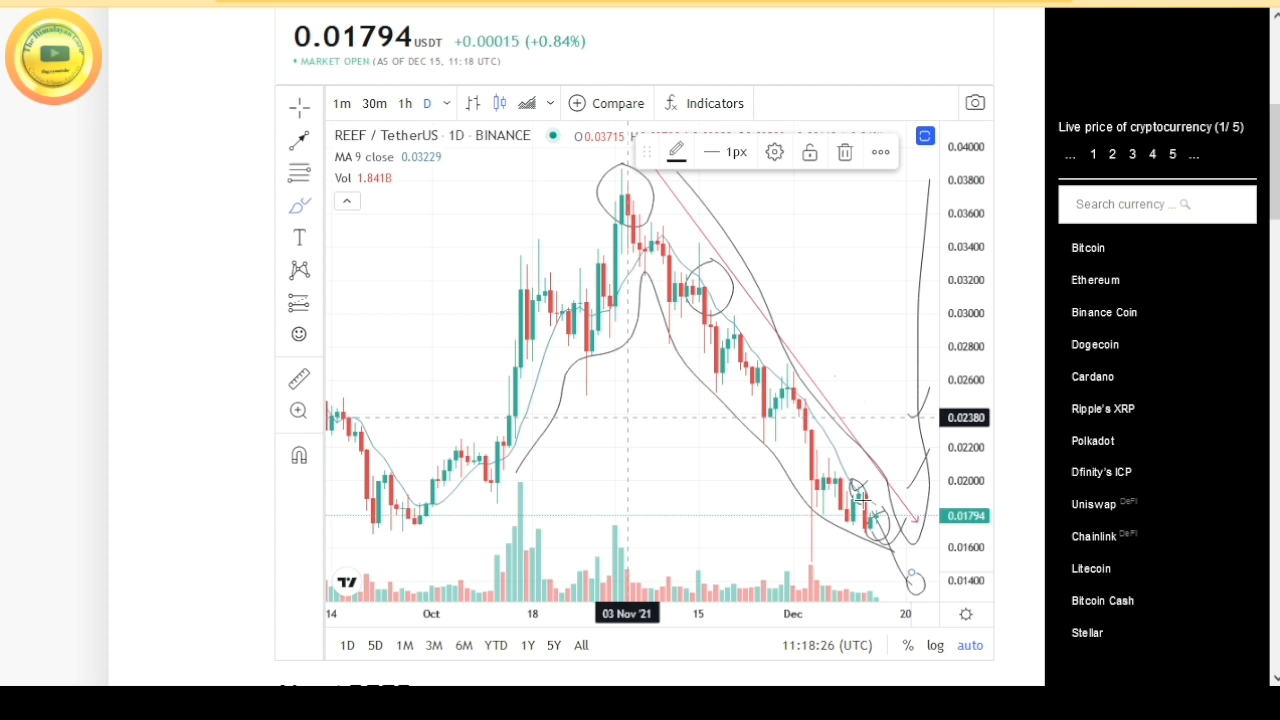 The Himalayan Guruji
0.01794 USDT +0.00015 (+0.84%)
• MARKET OPEN (AS OF DEC 15, 11:18 UTC)
1m 30m 1h D Compare Indicators
REEF / TetherUS · 1D · BINANCE O0.03715
MA 9 close 0.03229
Vol 1.841B
1px
0.04000
0.03800
0.03600
0.03400
0.03200
0.03000
0.02800
0.02600
0.02380
0.02200
0.02000
0.01794
0.01600
0.01400
14 Oct 18 03 Nov '21 15 Dec 20
1D 5D 1M 3M 6M YTD 1Y 5Y All 11:18:26 (UTC) % log auto
Live price of cryptocurrency (1/ 5)
... 1 2 3 4 5 ...
Search currency ...
Bitcoin
Ethereum
Binance Coin
Dogecoin
Cardano
Ripple's XRP
Polkadot
Dfinity's ICP
Uniswap DeFi
Chainlink DeFi
Litecoin
Bitcoin Cash
Stellar